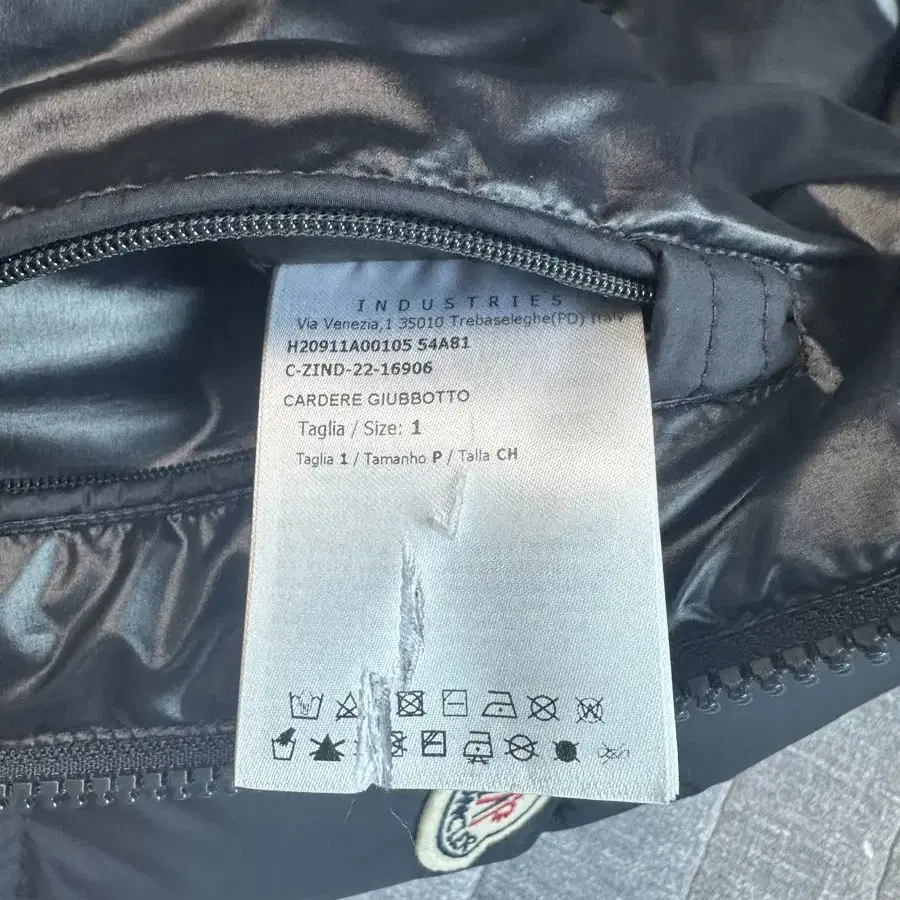 INDUSTRIES
Via Venezia,1 35010 Trebaseleghe(PD) Italy
H20911A00105 54A81
C-ZIND-22-16906
CARDERE GIUBBOTTO
Taglia / Size: 1
Taglia 1 / Tamanho P / Talla CH
MONCLER